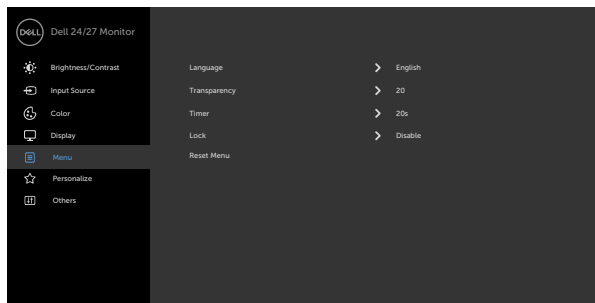 DELL Dell 24/27 Monitor
Brightness/Contrast
Input Source
Color
Display
Menu
Personalize
Others
Language > English
Transparency > 20
Timer > 20s
Lock > Disable
Reset Menu